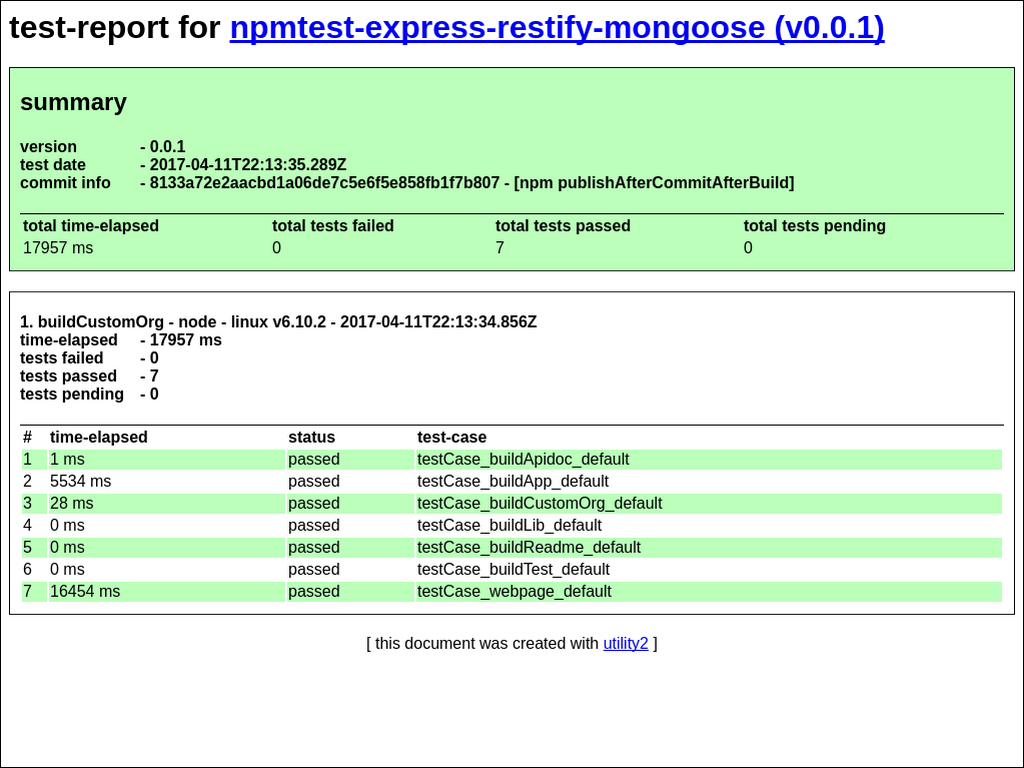 test-report for npmtest-express-restify-mongoose (v0.0.1)
summary
version - 0.0.1
test date - 2017-04-11T22:13:35.289Z
commit info - 8133a72e2aacbd1a06de7c5e6f5e858fb1f7b807 - [npm publishAfterCommitAfterBuild]
total time-elapsed total tests failed total tests passed total tests pending
17957 ms 0 7 0
1. buildCustomOrg - node - linux v6.10.2 - 2017-04-11T22:13:34.856Z
time-elapsed - 17957 ms
tests failed - 0
tests passed - 7
tests pending - 0
# time-elapsed status test-case
1 1 ms passed testCase_buildApidoc_default
2 5534 ms passed testCase_buildApp_default
3 28 ms passed testCase_buildCustomOrg_default
4 0 ms passed testCase_buildLib_default
5 0 ms passed testCase_buildReadme_default
6 0 ms passed testCase_buildTest_default
7 16454 ms passed testCase_webpage_default
[ this document was created with utility2 ]